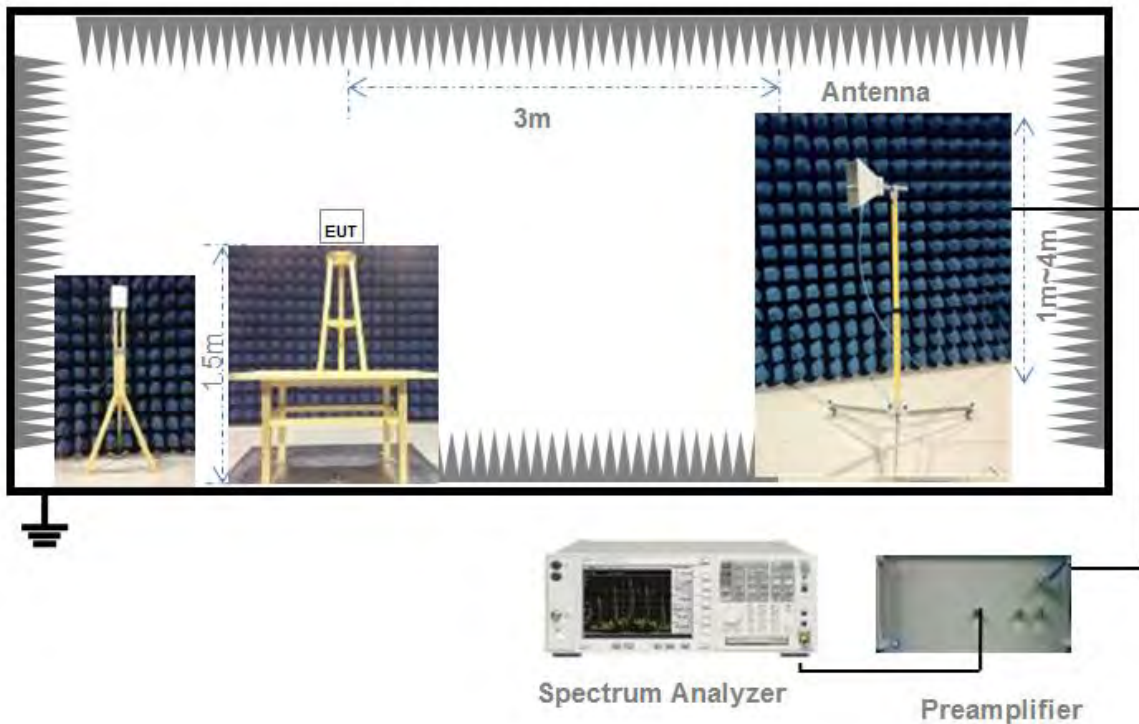 Antenna
3m
EUT
1.5m
1m~4m
Spectrum Analyzer
Preamplifier